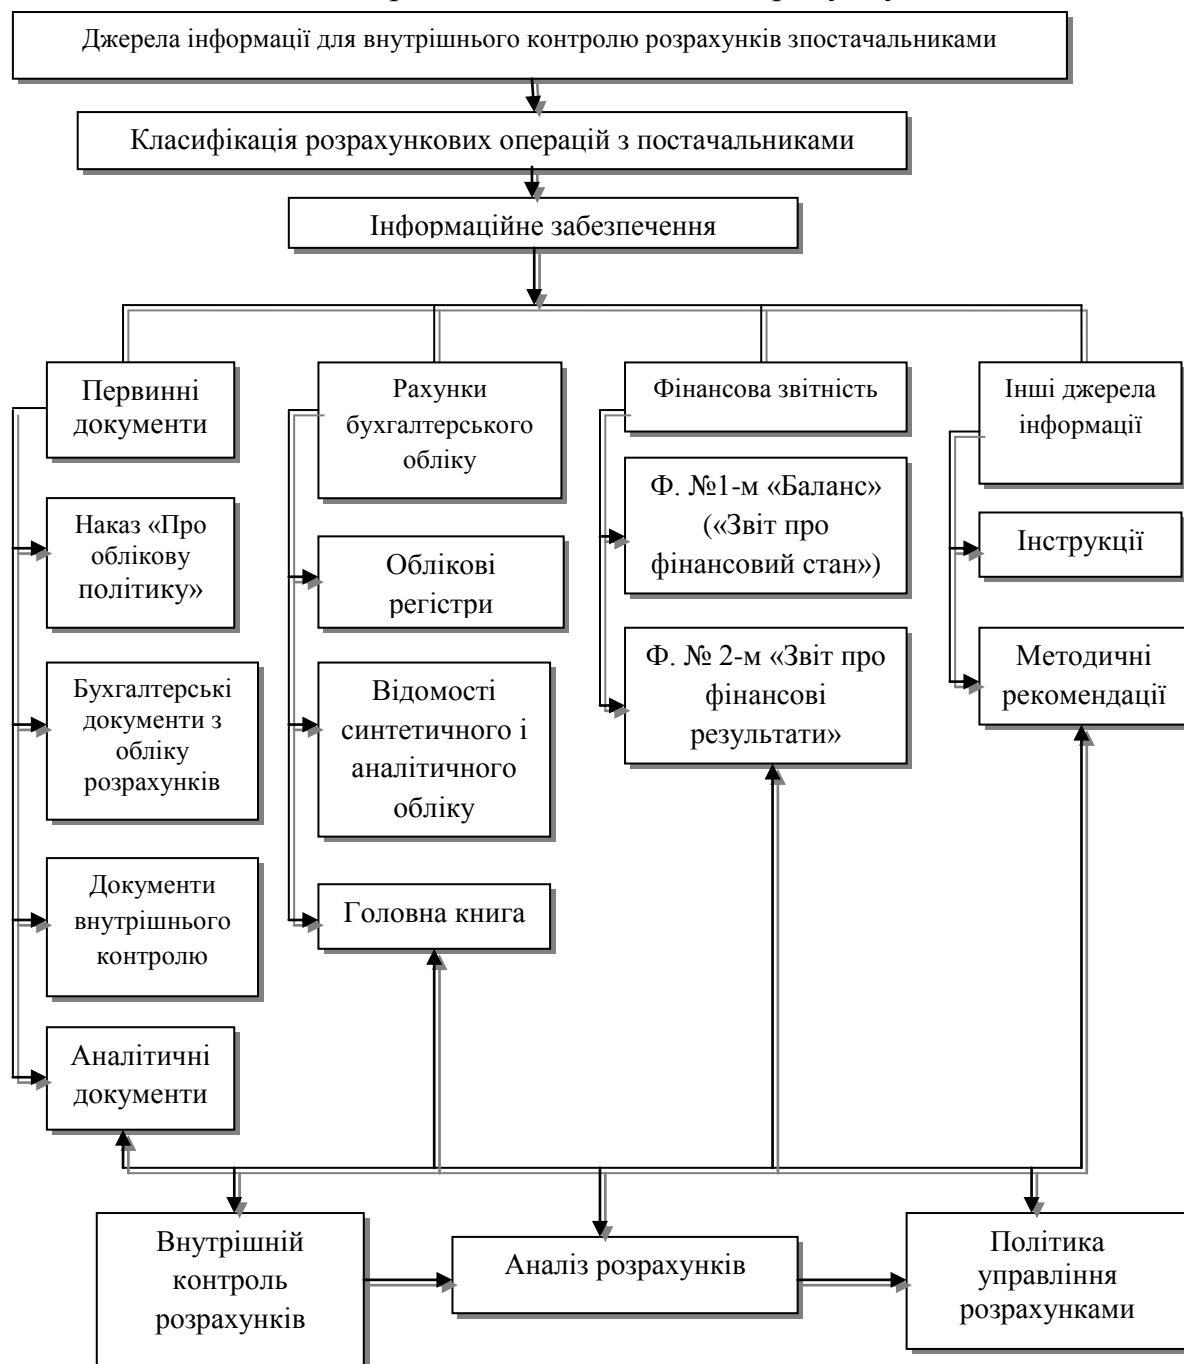 Джерела інформації для внутрішнього контролю розрахунків зпостачальниками
Класифікація розрахункових операцій з постачальниками
Інформаційне забезпечення
Первинні
документи
Наказ «Про
облікову
політику»
Бухгалтерські
документи з
обліку
розрахунків
Документи
внутрішнього
контролю
Аналітичні
документи
Рахунки
бухгалтерського
обліку
Облікові
регістри
Відомості
синтетичного і
аналітичного
обліку
Головна книга
Фінансова звітність
Ф. №1-м «Баланс»
(«Звіт про
фінансовий стан»)
Ф. № 2-м «Звіт про
фінансові
результати»
Інші джерела
інформації
Інструкції
Методичні
рекомендації
Внутрішній
контроль
розрахунків
Аналіз розрахунків
Політика
управління
розрахунками